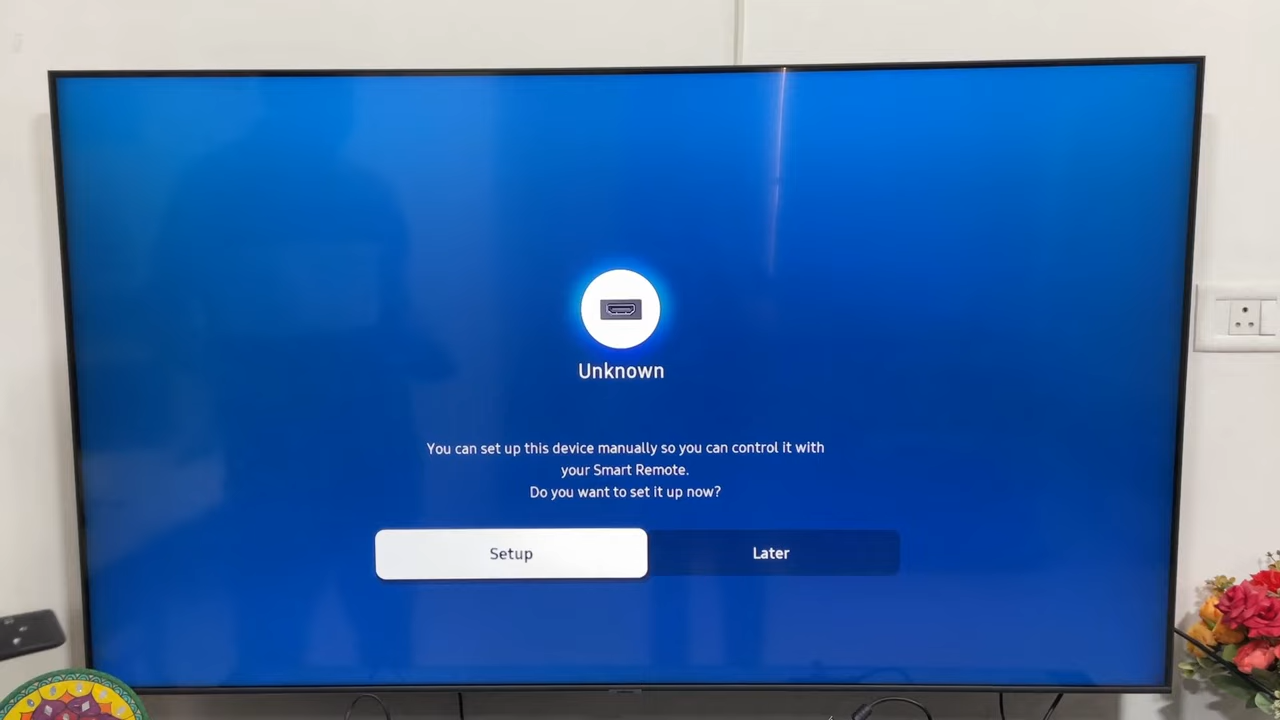 Unknown
You can set up this device manually so you can control it with
your Smart Remote.
Do you want to set it up now?
Setup
Later